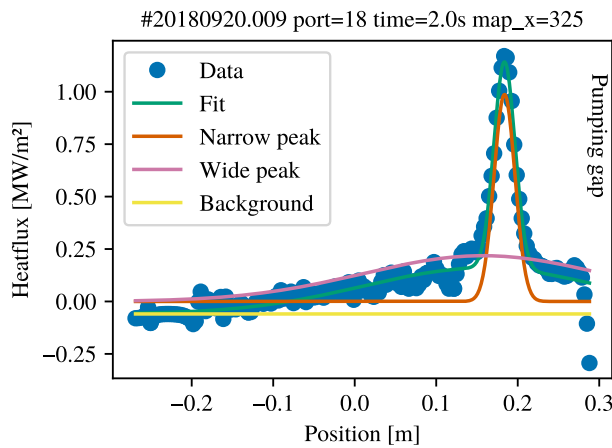 #20180920.009 port=18 time=2.0s map_x=325
Data
Fit
Narrow peak
Wide peak
Background
Pumping gap
Heatflux [MW/m²]
1.00
0.75
0.50
0.25
0.00
−0.25
−0.2
−0.1
0.0
0.1
0.2
0.3
Position [m]